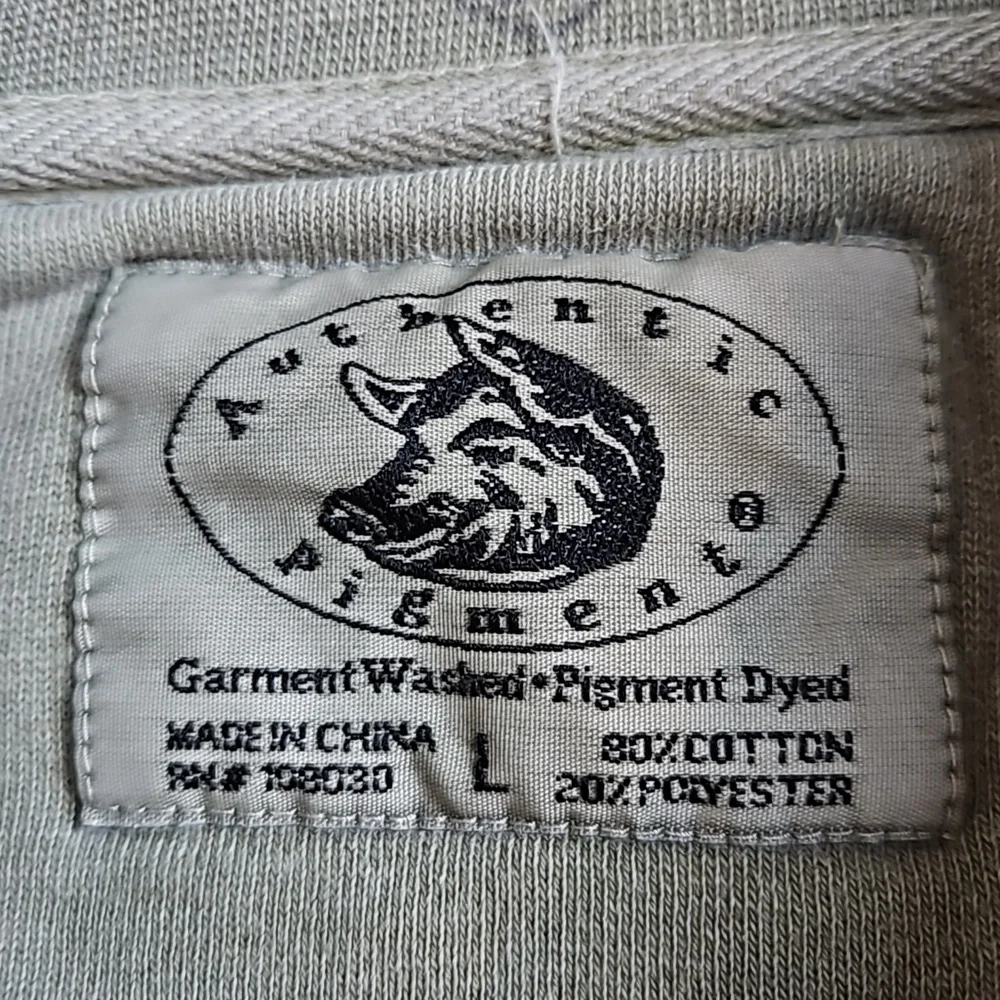 Authentic
Pigment®
Garment Washed • Pigment Dyed
MADE IN CHINA
RN# 108030
L
80% COTTON
20% POLYESTER